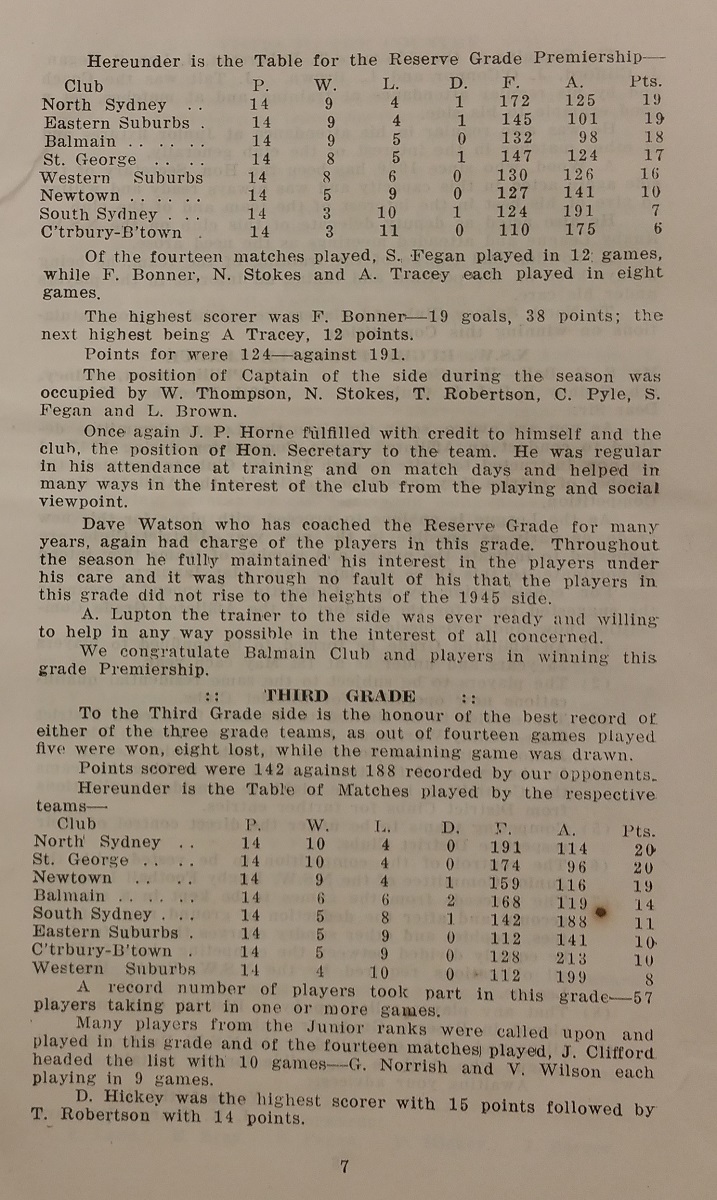 Hereunder is the Table for the Reserve Grade Premiership—
Club P. W. L. D. F. A. Pts.
North Sydney . . 14 9 4 1 172 125 19
Eastern Suburbs . 14 9 4 1 145 101 19
Balmain . . . . . . 14 9 5 0 132 98 18
St. George . . . . 14 8 5 1 147 124 17
Western Suburbs 14 8 6 0 130 126 16
Newtown . . . . . . 14 5 9 0 127 141 10
South Sydney . . . 14 3 10 1 124 191 7
C'trbury-B'town . 14 3 11 0 110 175 6
Of the fourteen matches played, S. Fegan played in 12 games,
while F. Bonner, N. Stokes and A. Tracey each played in eight
games.
The highest scorer was F. Bonner—19 goals, 38 points; the
next highest being A Tracey, 12 points.
Points for were 124—against 191.
The position of Captain of the side during the season was
occupied by W. Thompson, N. Stokes, T. Robertson, C. Pyle, S.
Fegan and L. Brown.
Once again J. P. Horne fulfilled with credit to himself and the
club, the position of Hon. Secretary to the team. He was regular
in his attendance at training and on match days and helped in
many ways in the interest of the club from the playing and social
viewpoint.
Dave Watson who has coached the Reserve Grade for many
years, again had charge of the players in this grade. Throughout
the season he fully maintained his interest in the players under
his care and it was through no fault of his that the players in
this grade did not rise to the heights of the 1945 side.
A. Lupton the trainer to the side was ever ready and willing
to help in any way possible in the interest of all concerned.
We congratulate Balmain Club and players in winning this
grade Premiership.
:: THIRD GRADE ::
To the Third Grade side is the honour of the best record of
either of the three grade teams, as out of fourteen games played
five were won, eight lost, while the remaining game was drawn.
Points scored were 142 against 188 recorded by our opponents.
Hereunder is the Table of Matches played by the respective
teams—
Club P. W. L. D. F. A. Pts.
North Sydney . . 14 10 4 0 191 114 20
St. George . . . . 14 10 4 0 174 96 20
Newtown . . . . 14 9 4 1 159 116 19
Balmain . . . . . . 14 6 6 2 168 119 14
South Sydney . . . 14 5 8 1 142 188 11
Eastern Suburbs . 14 5 9 0 112 141 10
C'trbury-B'town . 14 5 9 0 128 213 10
Western Suburbs 14 4 10 0 112 199 8
A record number of players took part in this grade—57
players taking part in one or more games.
Many players from the Junior ranks were called upon and
played in this grade and of the fourteen matches played, J. Clifford
headed the list with 10 games—G. Norrish and V. Wilson each
playing in 9 games.
D. Hickey was the highest scorer with 15 points followed by
T. Robertson with 14 points.
7